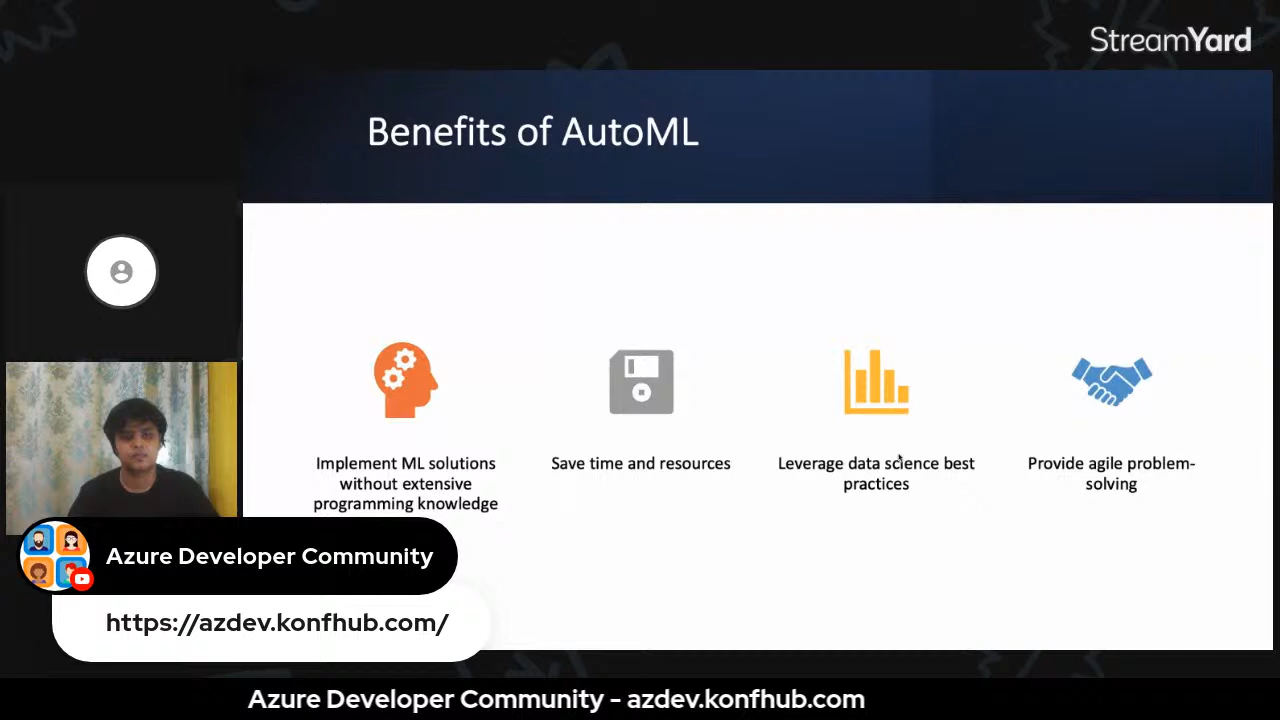 StreamYard
Benefits of AutoML
Implement ML solutions
without extensive
programming knowledge
Save time and resources
Leverage data science best
practices
Provide agile problem-
solving
Azure Developer Community
https://azdev.konfhub.com/
Azure Developer Community - azdev.konfhub.com